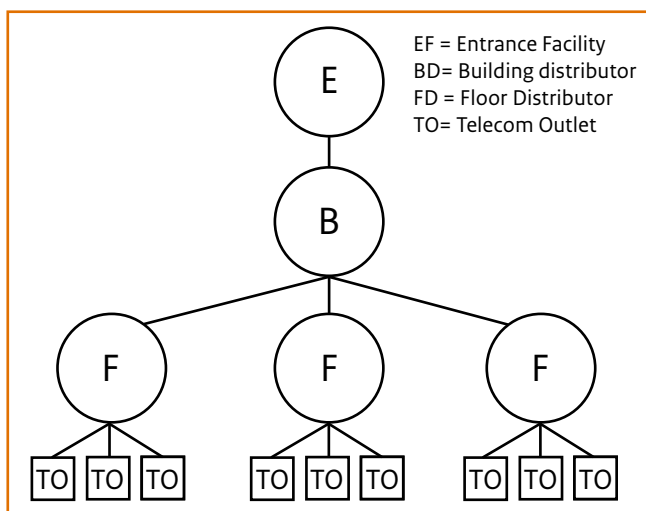 E
EF = Entrance Facility
BD= Building distributor
FD = Floor Distributor
TO= Telecom Outlet
B
F F F
TO TO TO TO TO TO TO TO TO